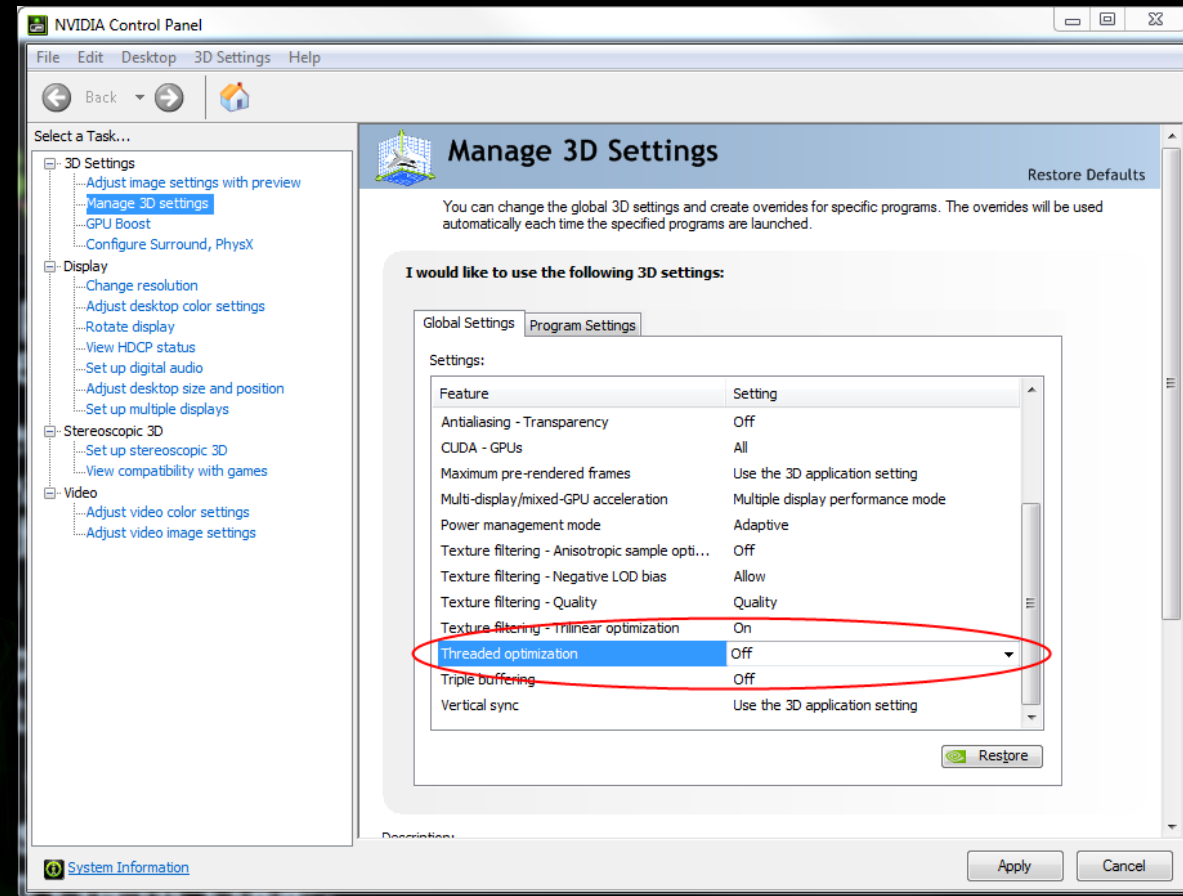 NVIDIA Control Panel
File Edit Desktop 3D Settings Help
Back
Select a Task...
3D Settings
Adjust image settings with preview
Manage 3D settings
GPU Boost
Configure Surround, PhysX
Display
Change resolution
Adjust desktop color settings
Rotate display
View HDCP status
Set up digital audio
Adjust desktop size and position
Set up multiple displays
Stereoscopic 3D
Set up stereoscopic 3D
View compatibility with games
Video
Adjust video color settings
Adjust video image settings
System Information
Manage 3D Settings
Restore Defaults
You can change the global 3D settings and create overrides for specific programs. The overrides will be used
automatically each time the specified programs are launched.
I would like to use the following 3D settings:
Global Settings Program Settings
Settings:
Feature Setting
Antialiasing - Transparency Off
CUDA - GPUs All
Maximum pre-rendered frames Use the 3D application setting
Multi-display/mixed-GPU acceleration Multiple display performance mode
Power management mode Adaptive
Texture filtering - Anisotropic sample opti... Off
Texture filtering - Negative LOD bias Allow
Texture filtering - Quality Quality
Texture filtering - Trilinear optimization On
Threaded optimization Off
Triple buffering Off
Vertical sync Use the 3D application setting
Restore
Description:
Apply Cancel